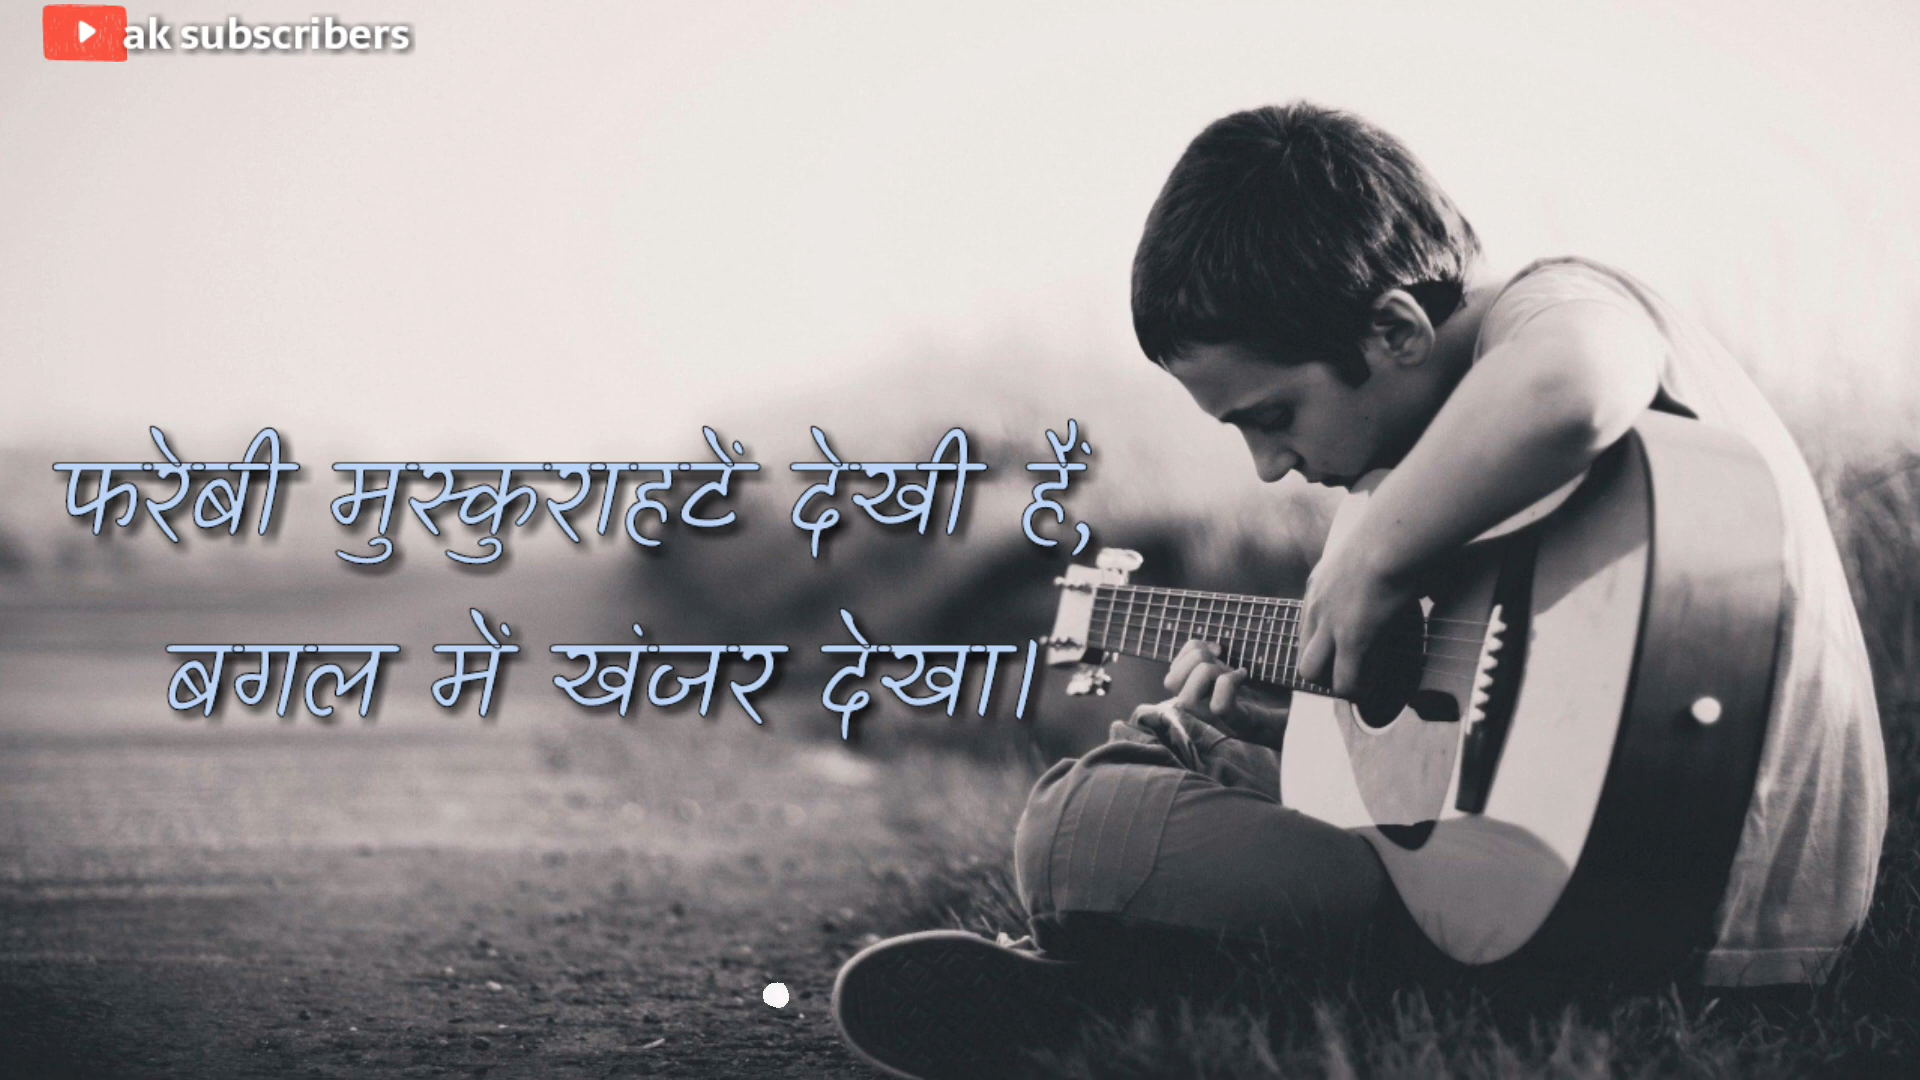 ak subscribers
फरेबी मुस्कुराहटें देखी हैं,
बगल में खंजर देखा।